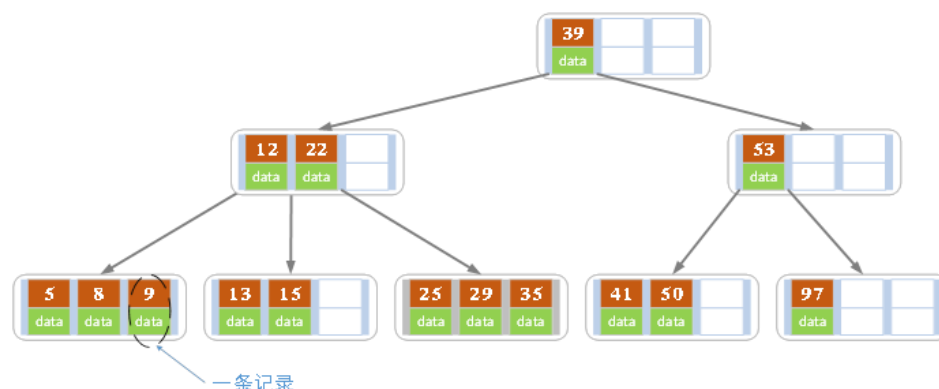 39
data
12 22
data data
53
data
5 8 9
data data data
13 15
data data
25 29 35
data data data
41 50
data data
97
data
一条记录